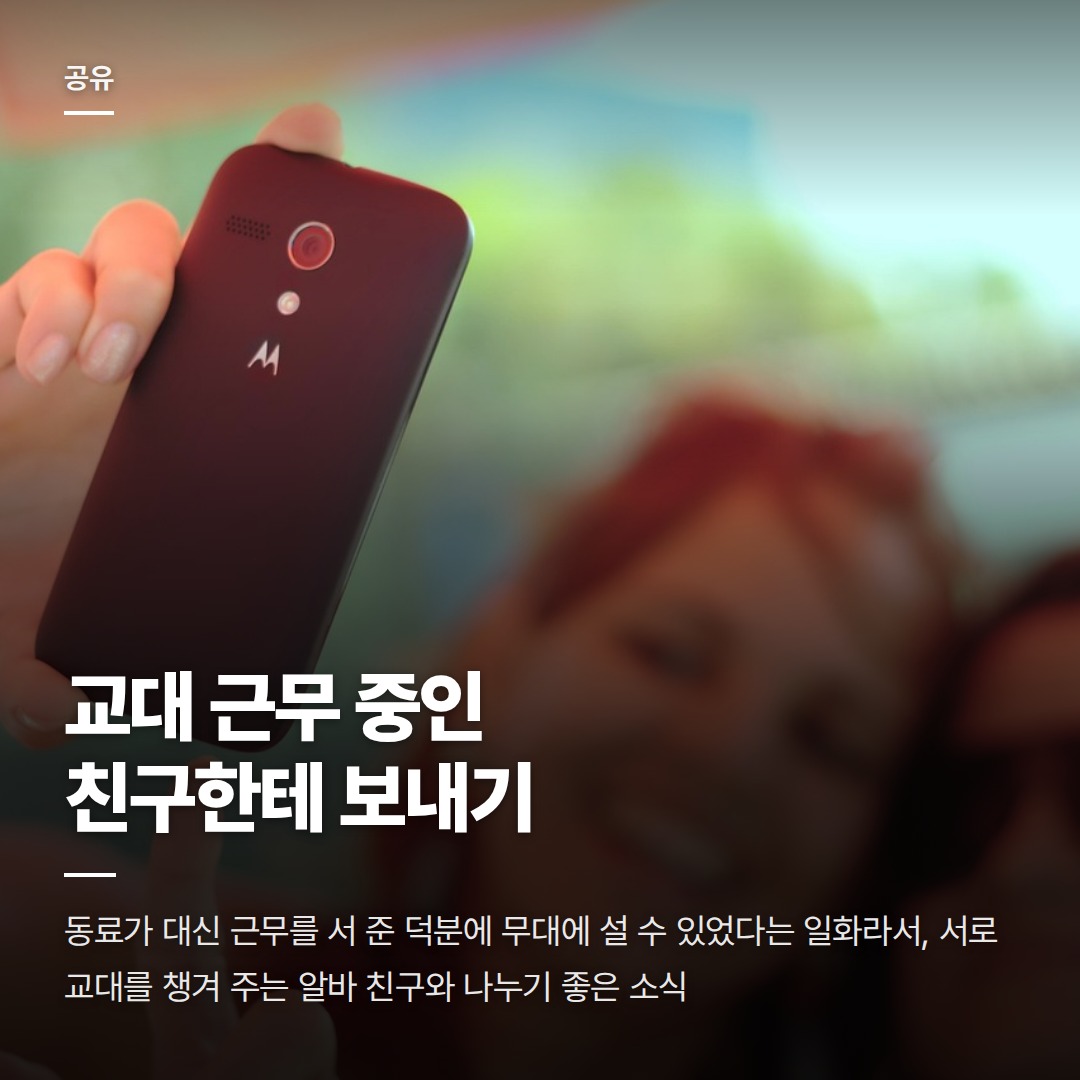 공유
교대 근무 중인
친구한테 보내기
동료가 대신 근무를 서 준 덕분에 무대에 설 수 있었다는 일화라서, 서로
교대를 챙겨 주는 알바 친구와 나누기 좋은 소식